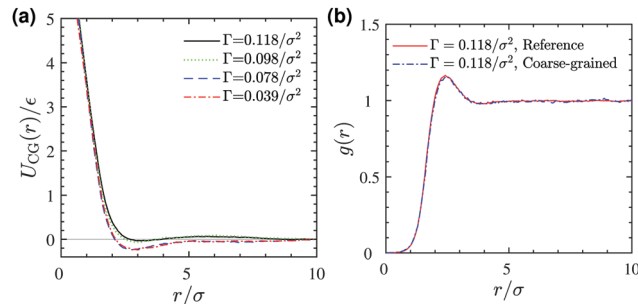 (a)
5
4
3
2
1
0
U_CG(r)/ϵ
Γ=0.118/σ²
Γ=0.098/σ²
Γ=0.078/σ²
Γ=0.039/σ²
0
5
10
r/σ
(b)
1.5
1
0.5
0
g(r)
Γ = 0.118/σ², Reference
Γ = 0.118/σ², Coarse-grained
0
5
10
r/σ